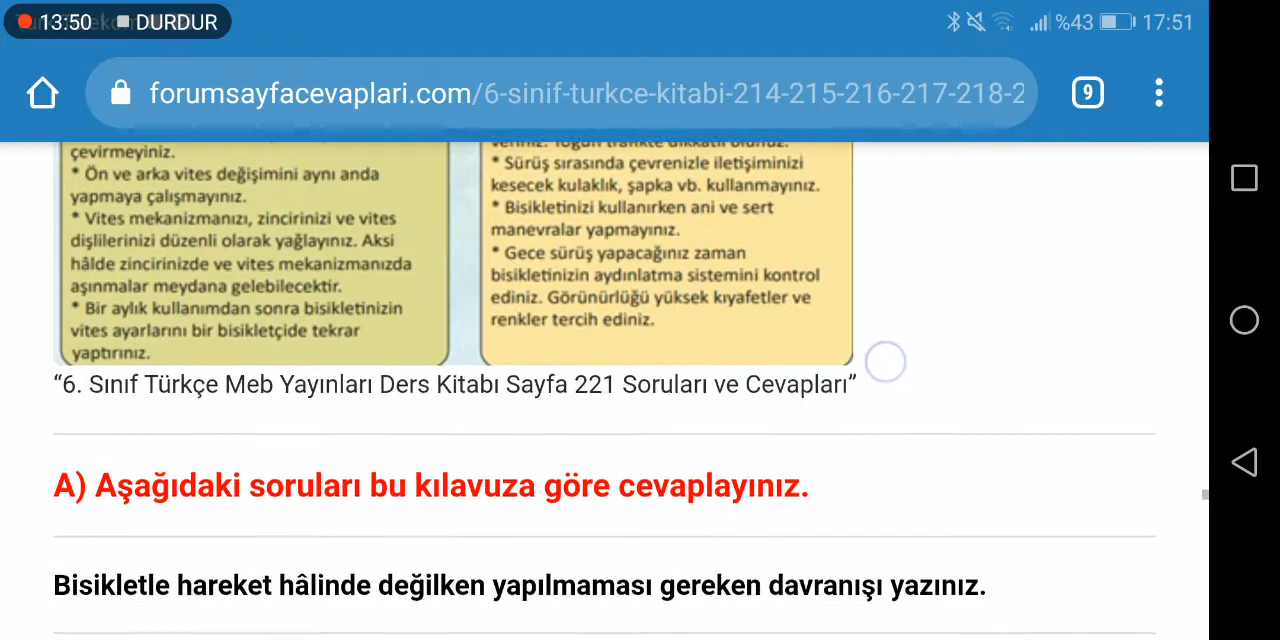 13:50 DURDUR %43 17:51
forumsayfacevaplari.com/6-sinif-turkce-kitabi-214-215-216-217-218-2 9
çevirmeyiniz.
* Ön ve arka vites değişimini aynı anda
yapmaya çalışmayınız.
* Vites mekanizmanızı, zincirinizi ve vites
dişlilerinizi düzenli olarak yağlayınız. Aksi
hâlde zincirinizde ve vites mekanizmanızda
aşınmalar meydana gelebilecektir.
* Bir aylık kullanımdan sonra bisikletinizin
vites ayarlarını bir bisikletçide tekrar
yaptırınız.
veriniz. Yoğun trafikte dikkatli olunuz.
* Sürüş sırasında çevrenizle iletişiminizi
kesecek kulaklık, şapka vb. kullanmayınız.
* Bisikletinizi kullanırken ani ve sert
manevralar yapmayınız.
* Gece sürüş yapacağınız zaman
bisikletinizin aydınlatma sistemini kontrol
ediniz. Görünürlüğü yüksek kıyafetler ve
renkler tercih ediniz.
“6. Sınıf Türkçe Meb Yayınları Ders Kitabı Sayfa 221 Soruları ve Cevapları”
A) Aşağıdaki soruları bu kılavuza göre cevaplayınız.
Bisikletle hareket hâlinde değilken yapılmaması gereken davranışı yazınız.